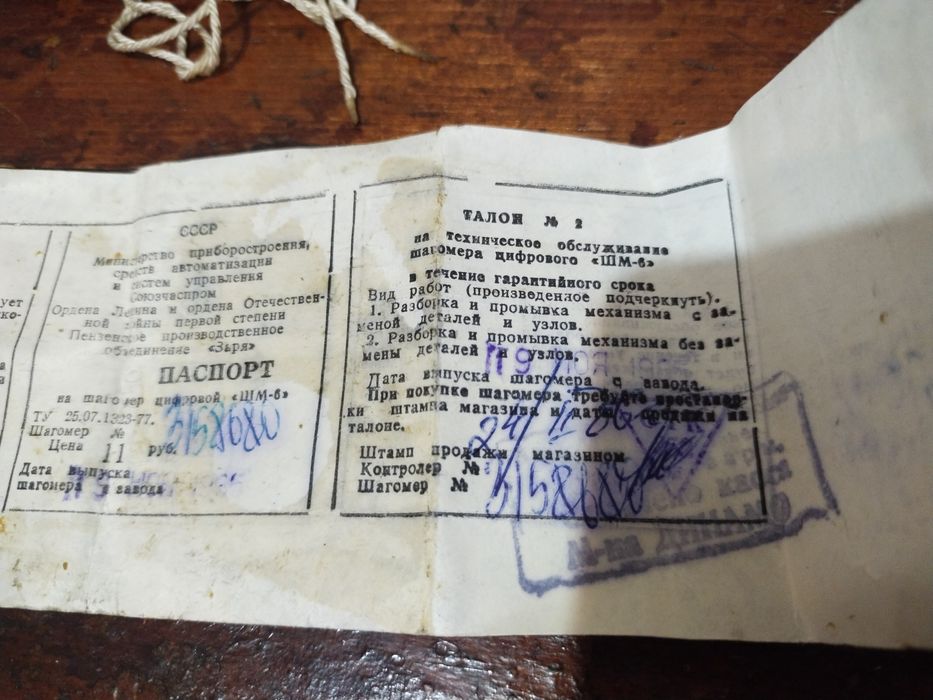 СССР
Министерство приборостроения,
средств автоматизации
и систем управления
Союзчаспром
Ордена Ленина и ордена Отечествен-
ной войны первой степени
Пензенское производственное
объединение «Заря»
ПАСПОРТ
на шагомер цифровой «ШМ-6»
ТУ 25.07.1323-77.
Шагомер № 3158680
Цена 11 руб.
Дата выпуска
шагомера с завода
ТАЛОН № 2
на техническое обслуживание
шагомера цифрового «ШМ-6»
в течение гарантийного срока
Вид работ (произведенное подчеркнуть).
1. Разборка и промывка механизма с за-
меной деталей и узлов.
2. Разборка и промывка механизма без за-
мены деталей и узлов.
19 НОЯ
Дата выпуска шагомера с завода.
При покупке шагомера требуйте простанов-
ки штампа магазина и даты продажи на
талоне.
Штамп продажи магазином
Контролер №
Шагомер № 3158680